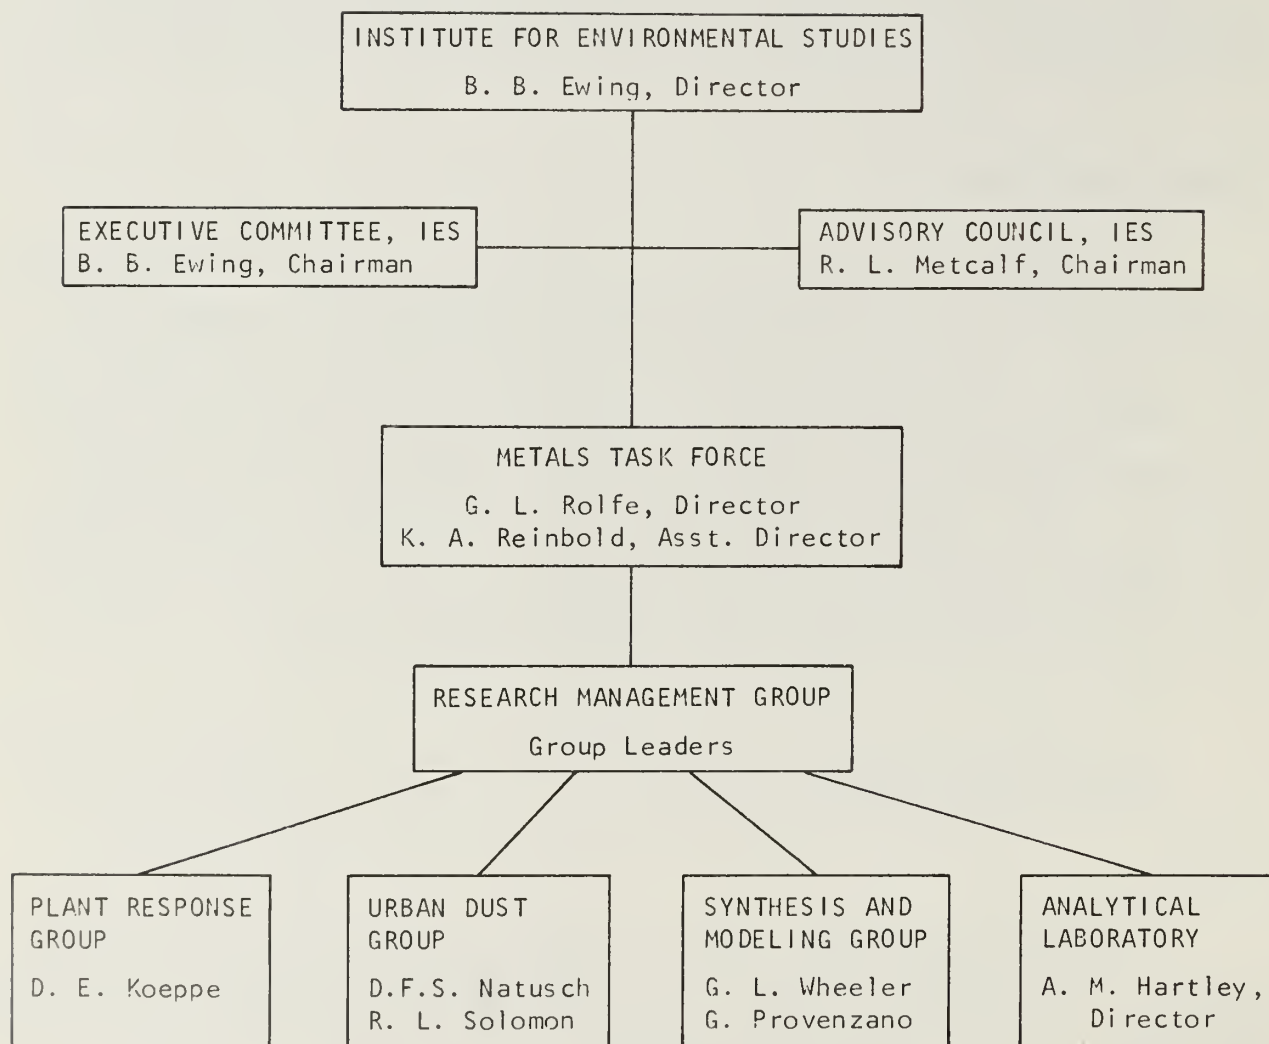 INSTITUTE FOR ENVIRONMENTAL STUDIES
B. B. Ewing, Director
EXECUTIVE COMMITTEE, IES
B. B. Ewing, Chairman
ADVISORY COUNCIL, IES
R. L. Metcalf, Chairman
METALS TASK FORCE
G. L. Rolfe, Director
K. A. Reinbold, Asst. Director
RESEARCH MANAGEMENT GROUP
Group Leaders
PLANT RESPONSE
GROUP
D. E. Koeppe
URBAN DUST
GROUP
D.F.S. Natusch
R. L. Solomon
SYNTHESIS AND
MODELING GROUP
G. L. Wheeler
G. Provenzano
ANALYTICAL
LABORATORY
A. M. Hartley,
Director